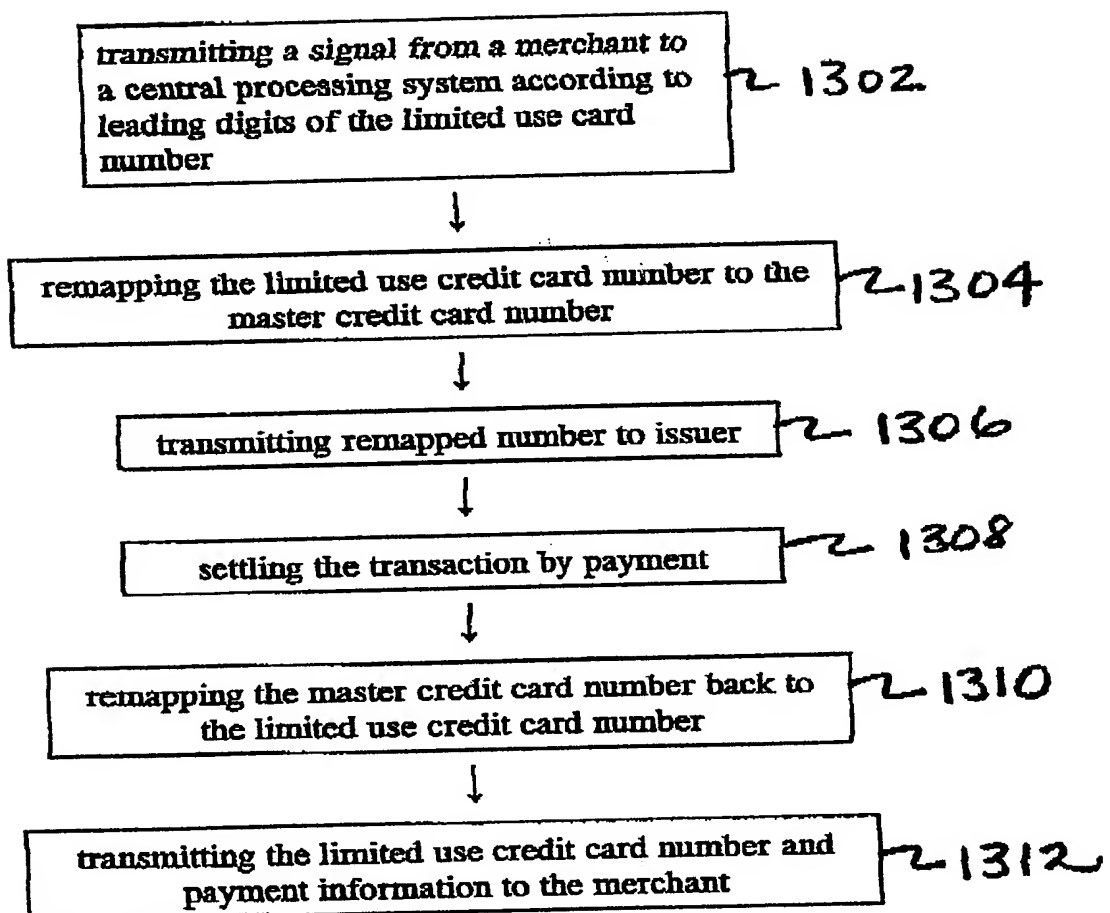 transmitting a signal from a merchant to
a central processing system according to
leading digits of the limited use card
number
1302
remapping the limited use credit card number to the
master credit card number
1304
transmitting remapped number to issuer
1306
settling the transaction by payment
1308
remapping the master credit card number back to
the limited use credit card number
1310
transmitting the limited use credit card number and
payment information to the merchant
1312